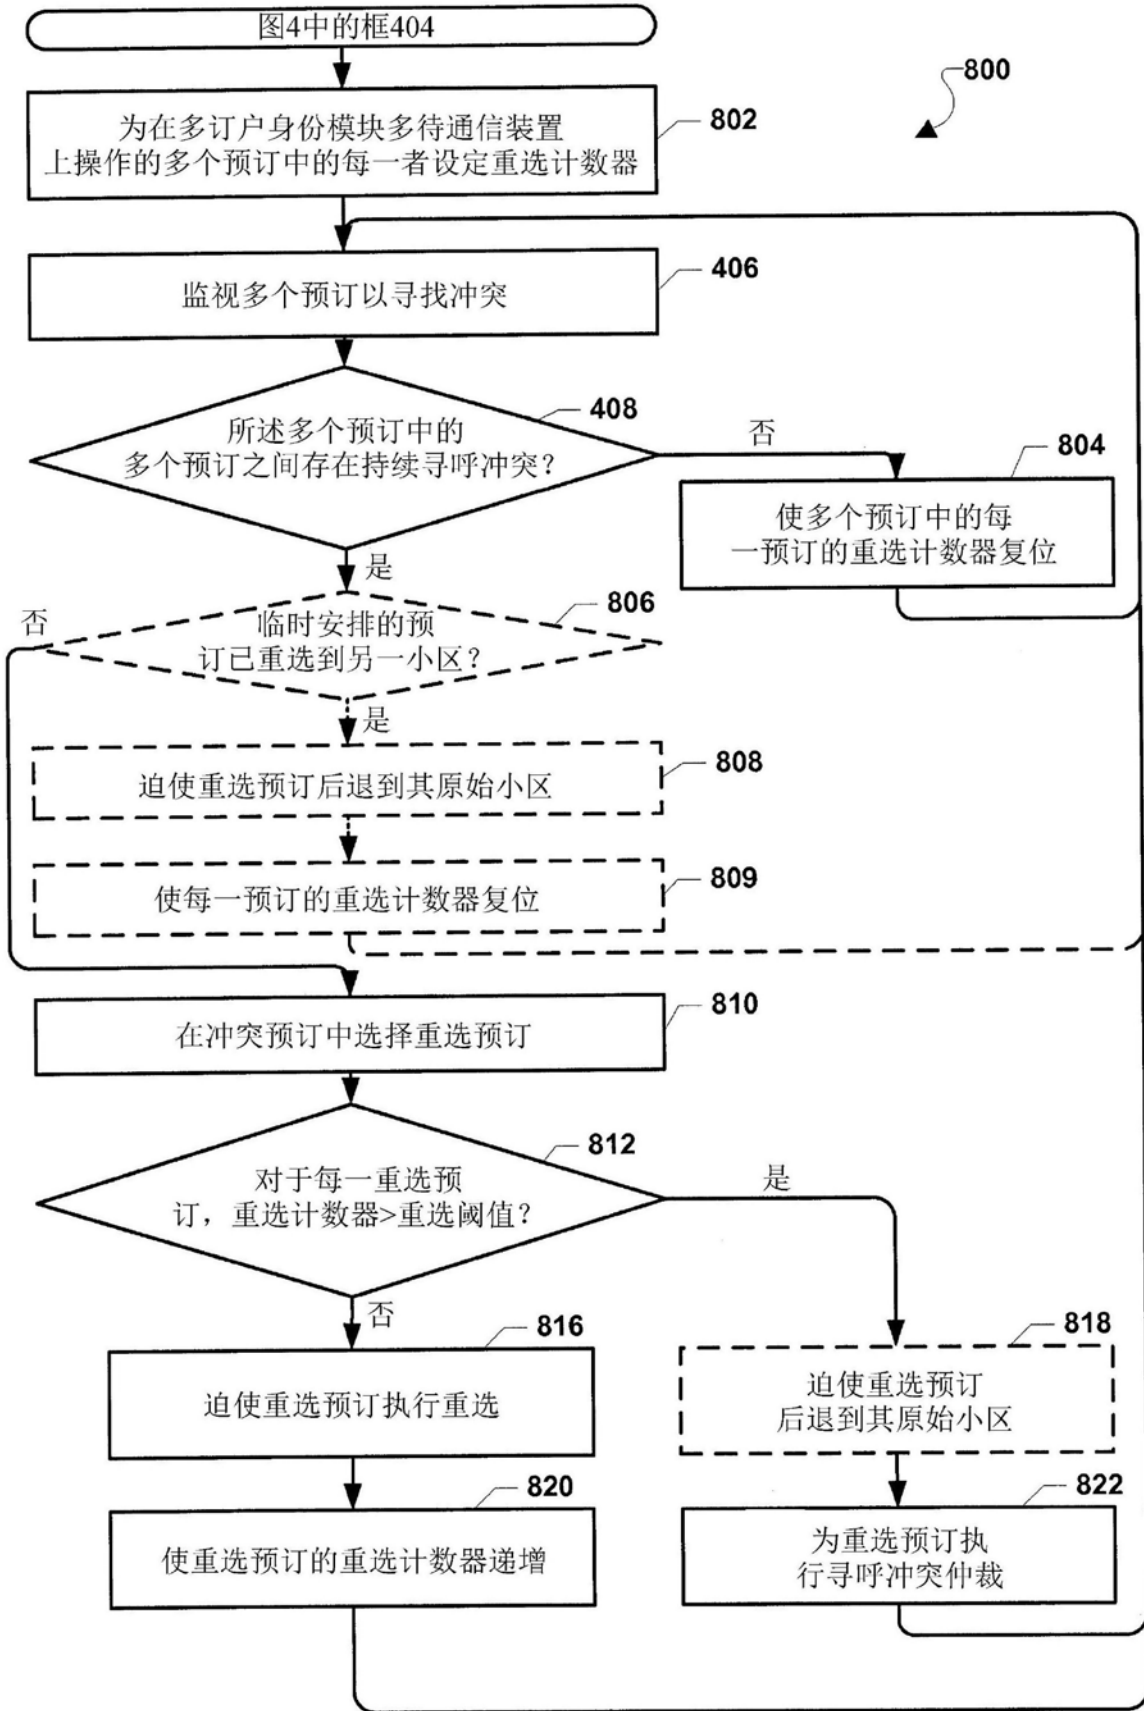 图4中的框404
800
802
为在多订户身份模块多待通信装置
上操作的多个预订中的每一者设定重选计数器
406
监视多个预订以寻找冲突
408
所述多个预订中的
多个预订之间存在持续寻呼冲突？
否
804
使多个预订中的每
一预订的重选计数器复位
是
806
否
临时安排的预
订已重选到另一小区？
是
808
迫使重选预订后退到其原始小区
809
使每一预订的重选计数器复位
810
在冲突预订中选择重选预订
812
对于每一重选预
订，重选计数器>重选阈值？
是
否
816
迫使重选预订执行重选
818
迫使重选预订
后退到其原始小区
820
使重选预订的重选计数器递增
822
为重选预订执
行寻呼冲突仲裁